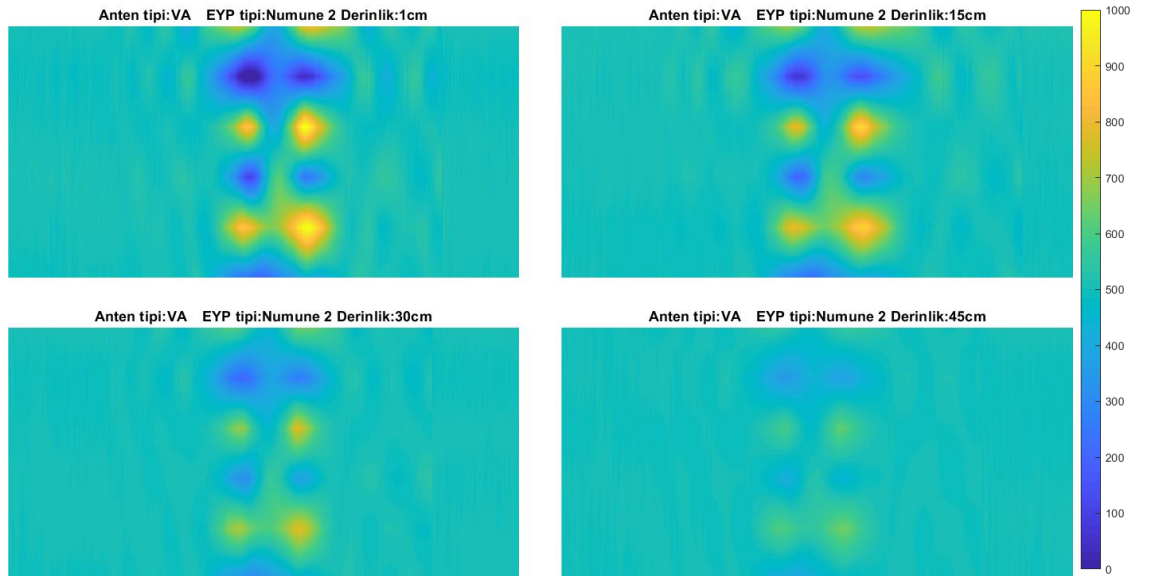 Anten tipi:VA EYP tipi:Numune 2 Derinlik:1cm
Anten tipi:VA EYP tipi:Numune 2 Derinlik:15cm
Anten tipi:VA EYP tipi:Numune 2 Derinlik:30cm
Anten tipi:VA EYP tipi:Numune 2 Derinlik:45cm
1000
900
800
700
600
500
400
300
200
100
0